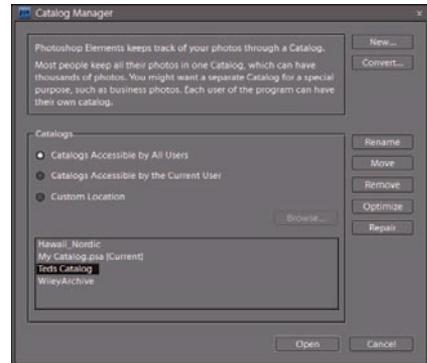 Catalog Manager
Photoshop Elements keeps track of your photos through a Catalog.
Most people keep all their photos in one Catalog, which can have
thousands of photos. You might want a separate Catalog for a special
purpose, such as business photos. Each user of the program can have
their own catalog.
New...
Convert...
Catalogs
Catalogs Accessible by All Users
Catalogs Accessible by the Current User
Custom Location
Browse...
Rename
Move
Remove
Optimize
Repair
Hawaii_Nordic
My Catalog.psa [Current]
Teds Catalog
WileyArchive
Open
Cancel